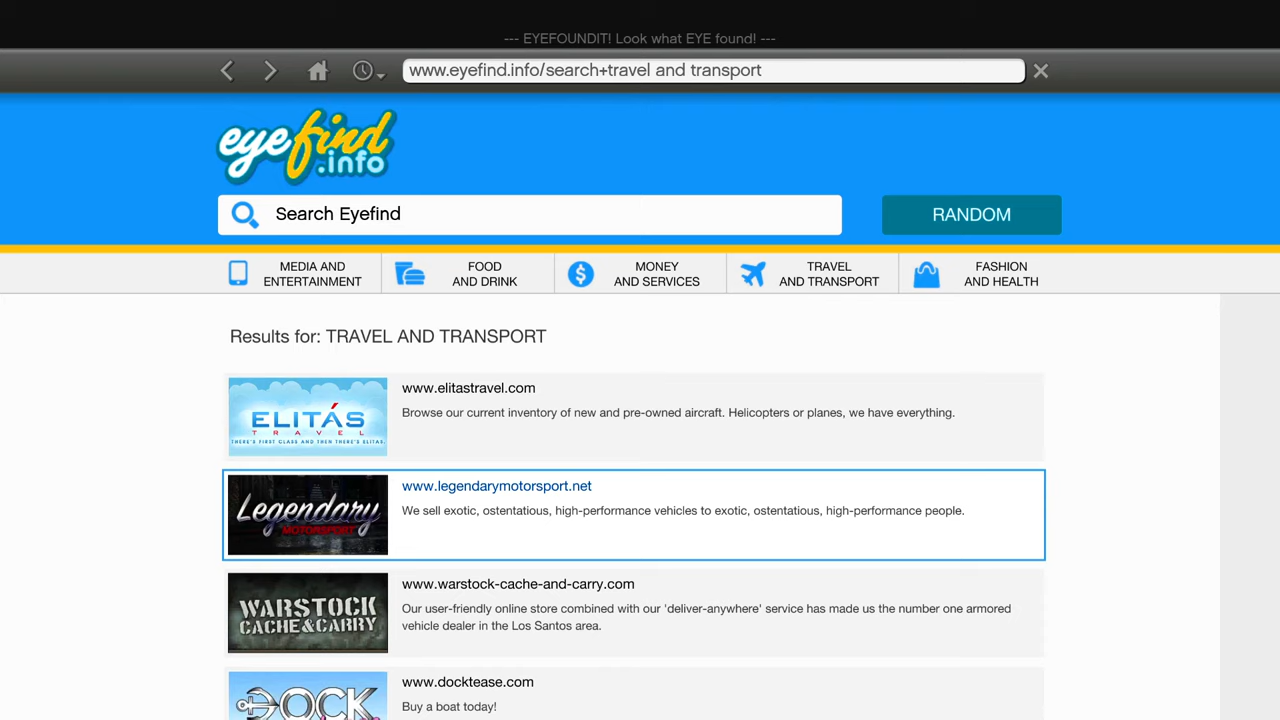 --- EYEFOUNDIT! Look what EYE found! ---
www.eyefind.info/search+travel and transport
eyefind
.info
Search Eyefind
RANDOM
MEDIA AND
ENTERTAINMENT
FOOD
AND DRINK
MONEY
AND SERVICES
TRAVEL
AND TRANSPORT
FASHION
AND HEALTH
Results for: TRAVEL AND TRANSPORT
ELITÁS
TRAVEL
THERE'S FIRST CLASS AND THEN THERE'S ELITAS
www.elitastravel.com
Browse our current inventory of new and pre-owned aircraft. Helicopters or planes, we have everything.
Legendary
MOTORSPORT
www.legendarymotorsport.net
We sell exotic, ostentatious, high-performance vehicles to exotic, ostentatious, high-performance people.
WARSTOCK
CACHE&CARRY
www.warstock-cache-and-carry.com
Our user-friendly online store combined with our 'deliver-anywhere' service has made us the number one armored
vehicle dealer in the Los Santos area.
DOCK
www.docktease.com
Buy a boat today!